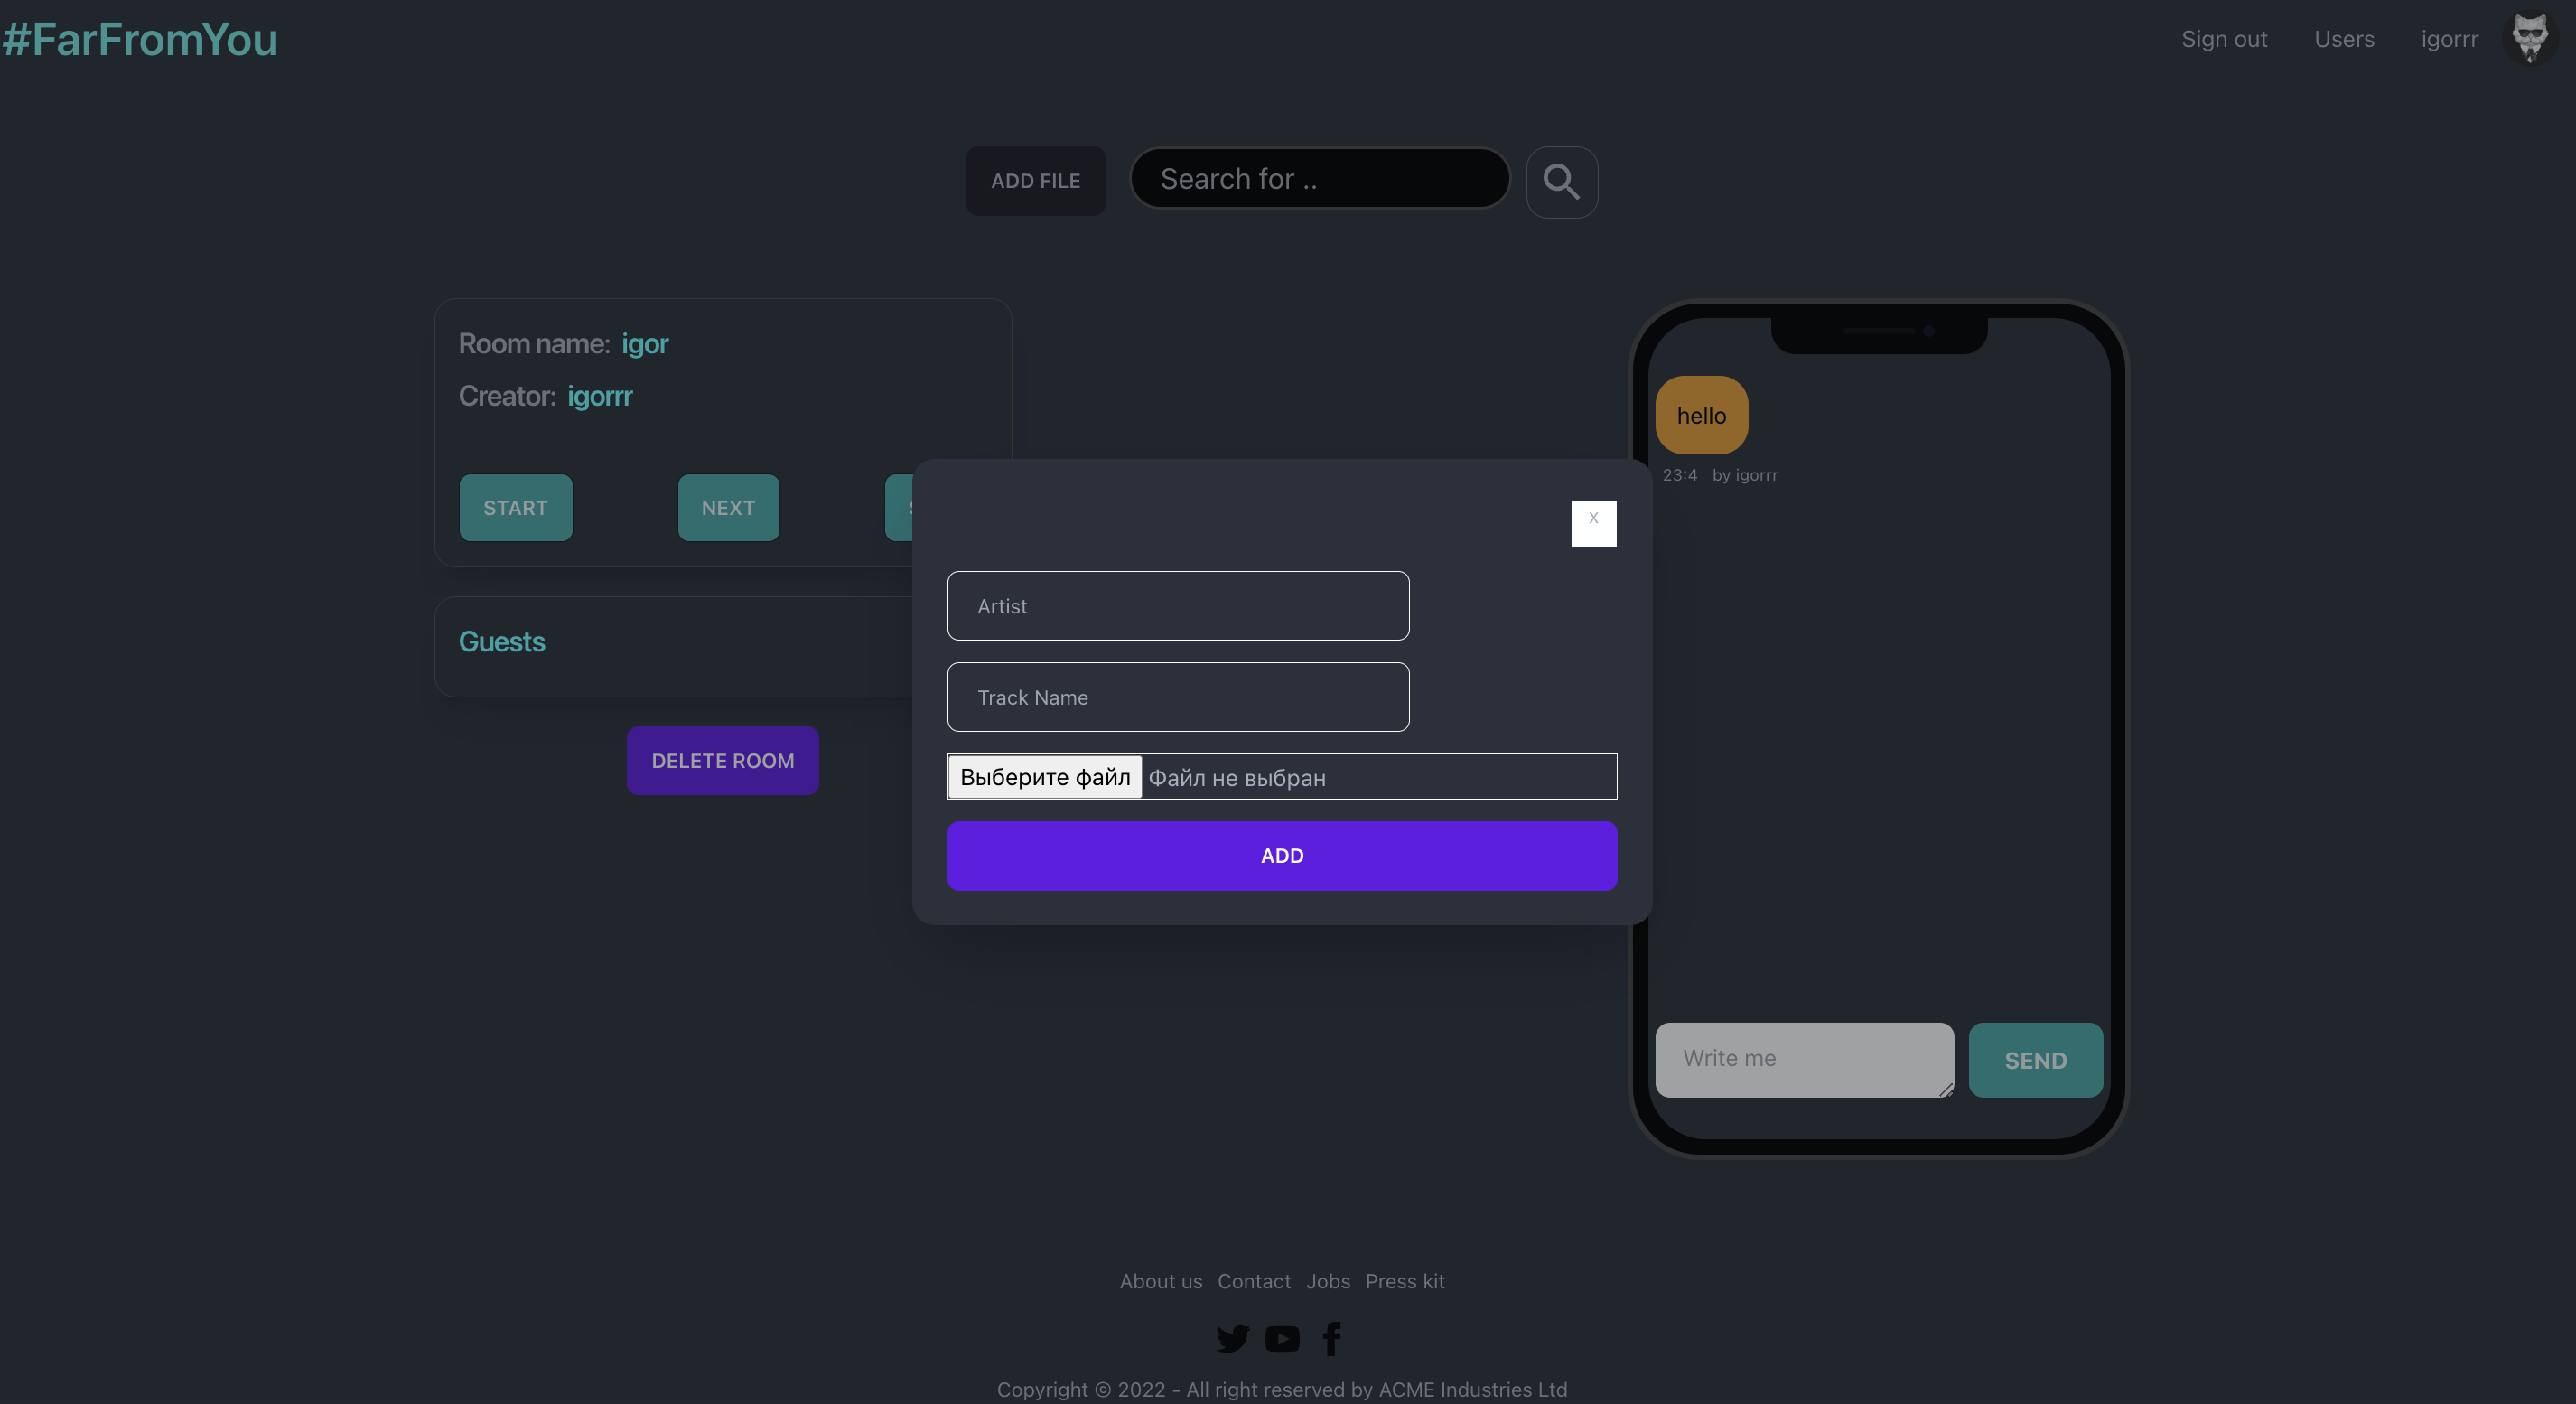 #FarFromYou
Sign out Users igorrr
ADD FILE Search for ..
Room name: igor
Creator: igorrr
START NEXT
Guests
DELETE ROOM
x
Artist
Track Name
Выберите файл Файл не выбран
ADD
hello
23:4 by igorrr
Write me SEND
About us Contact Jobs Press kit
Copyright © 2022 - All right reserved by ACME Industries Ltd